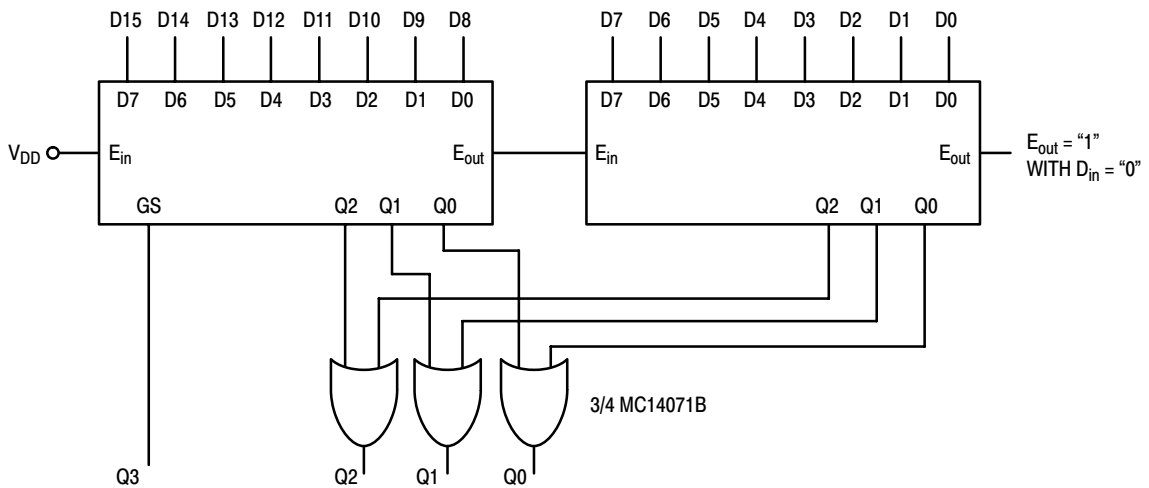 D15 D14 D13 D12 D11 D10 D9 D8 D7 D6 D5 D4 D3 D2 D1 D0
D7 D6 D5 D4 D3 D2 D1 D0 D7 D6 D5 D4 D3 D2 D1 D0
VDD Ein Eout Ein Eout Eout = “1”
WITH Din = “0”
GS Q2 Q1 Q0 Q2 Q1 Q0
3/4 MC14071B
Q3 Q2 Q1 Q0